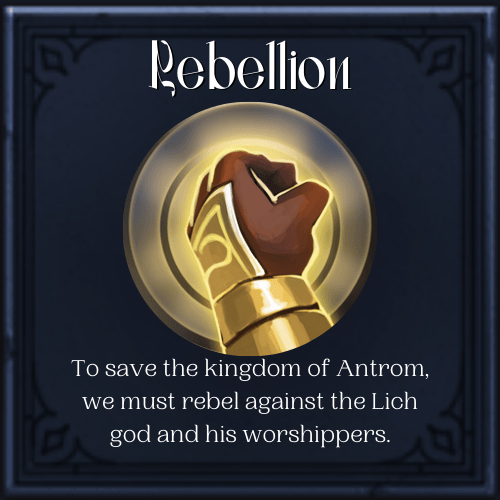 Rebellion
To save the kingdom of Antrom,
we must rebel against the Lich
god and his worshippers.